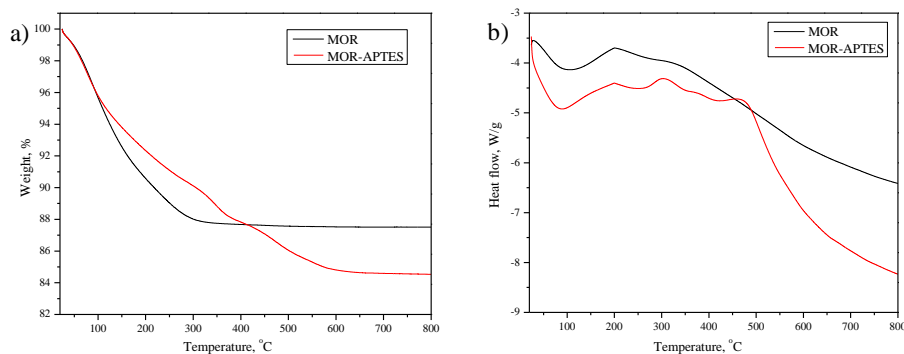 a)
MOR
MOR-APTES
Weight, %
100
98
96
94
92
90
88
86
84
82
100 200 300 400 500 600 700 800
Temperature, °C
b)
MOR
MOR-APTES
Heat flow, W/g
-3
-4
-5
-6
-7
-8
-9
100 200 300 400 500 600 700 800
Temperature, °C